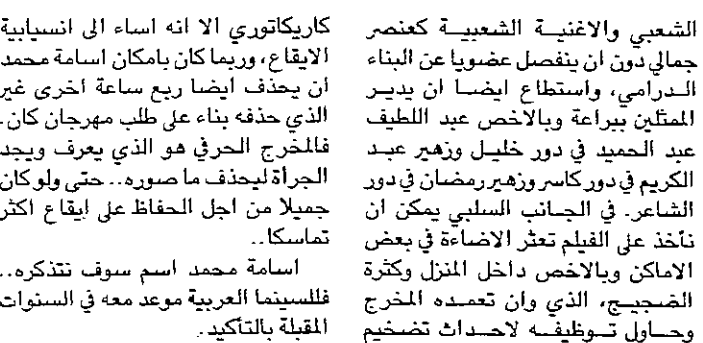 الشعبي والاغنية الشعبية كعنصر
جمالي دون ان ينفصل عضويا عن البناء
الدرامي، واستطاع ايضا ان يدير
الممثلين ببراعة وبالاخص عبد اللطيف
عبد الحميد في دور خليل وزهير عبد
الكريم في دور كاسر وزهير رمضان في دور
الشاعر. في الجانب السلبي يمكن ان
نأخذ على الفيلم تعثر الاضاءة في بعض
الاماكن وبالاخص داخل المنزل وكثرة
الضجيج، الذي وان تعمده المخرج
وحاول توظيفه لاحداث تضخيم
كاريكاتوري الا انه اساء الى انسيابية
الايقاع، وربما كان بامكان اسامة محمد
أن يحذف ايضا ربع ساعة اخرى غير
الذي حذفه بناء على طلب مهرجان كان.
فالمخرج الحرفي هو الذي يعرف ويجد
الجرأة ليحذف ما صوره.. حتى ولو كان
جميلا من اجل الحفاظ على ايقاع اكثر
تماسكا..
اسامة محمد اسم سوف نتذكره..
فللسينما العربية موعد معه في السنوات
المقبلة بالتأكيد.